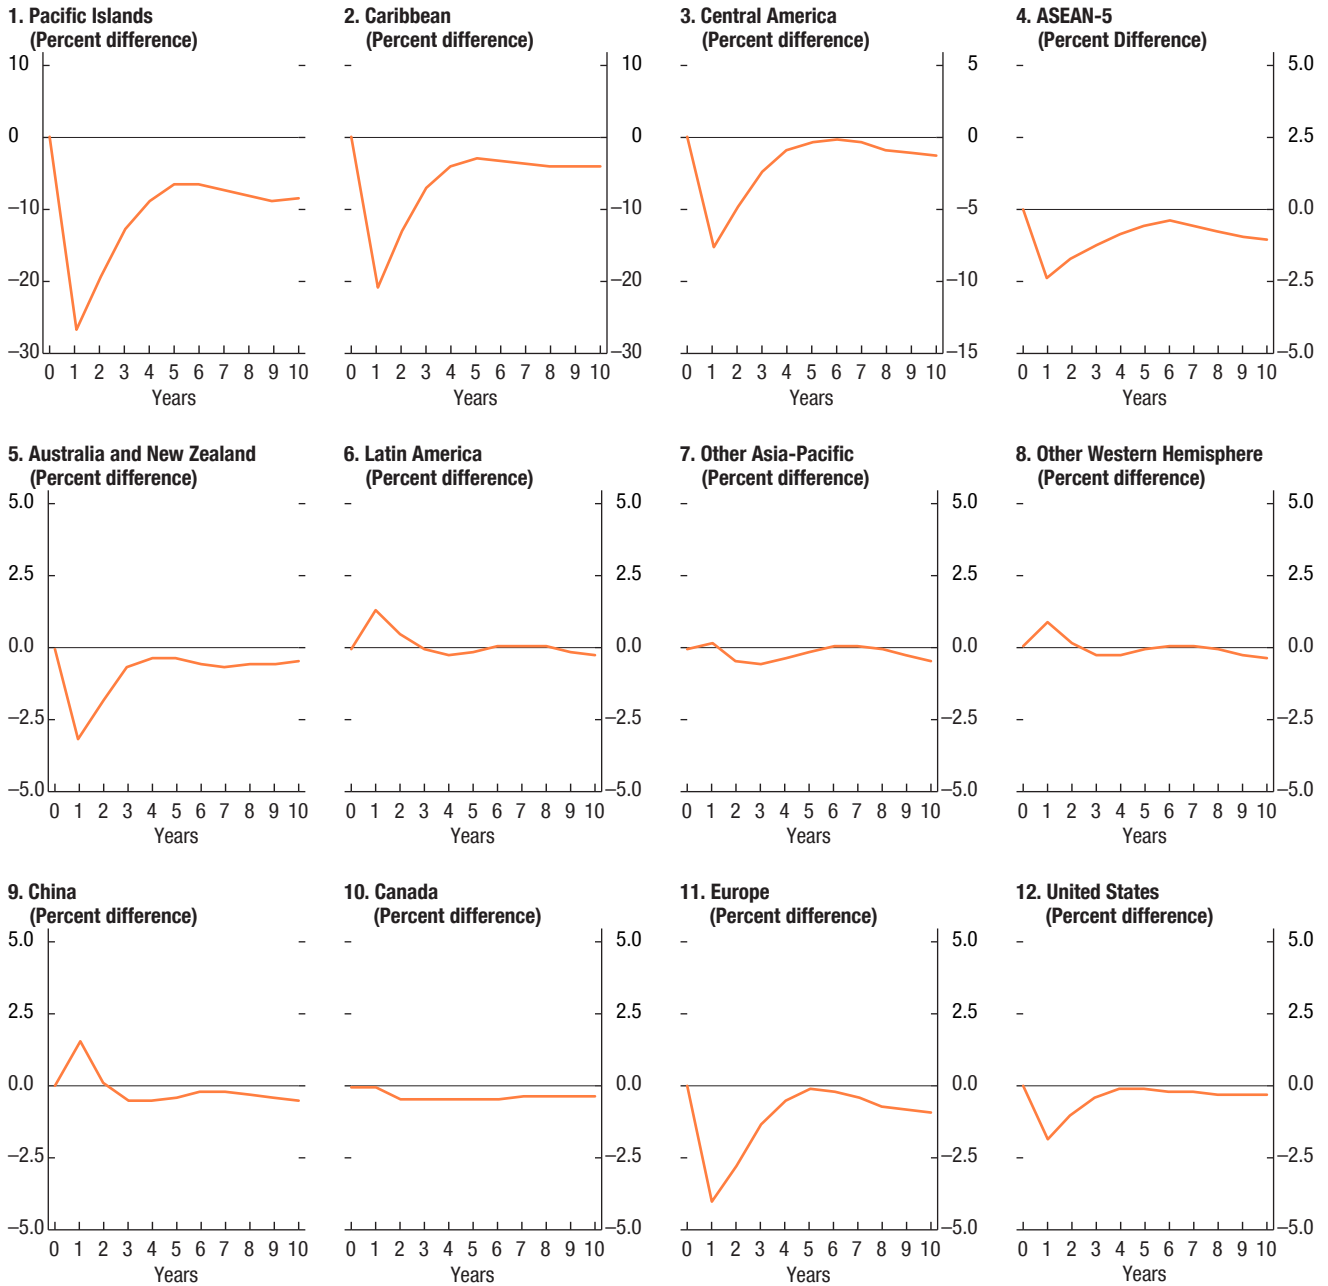 1. Pacific Islands
(Percent difference)
10
0
–10
–20
–30
0 1 2 3 4 5 6 7 8 9 10
Years
2. Caribbean
(Percent difference)
10
0
–10
–20
–30
0 1 2 3 4 5 6 7 8 9 10
Years
3. Central America
(Percent difference)
5
0
–5
–10
–15
0 1 2 3 4 5 6 7 8 9 10
Years
4. ASEAN-5
(Percent Difference)
5.0
2.5
0.0
–2.5
–5.0
0 1 2 3 4 5 6 7 8 9 10
Years
5. Australia and New Zealand
(Percent difference)
5.0
2.5
0.0
–2.5
–5.0
0 1 2 3 4 5 6 7 8 9 10
Years
6. Latin America
(Percent difference)
5.0
2.5
0.0
–2.5
–5.0
0 1 2 3 4 5 6 7 8 9 10
Years
7. Other Asia-Pacific
(Percent difference)
5.0
2.5
0.0
–2.5
–5.0
0 1 2 3 4 5 6 7 8 9 10
Years
8. Other Western Hemisphere
(Percent difference)
5.0
2.5
0.0
–2.5
–5.0
0 1 2 3 4 5 6 7 8 9 10
Years
9. China
(Percent difference)
5.0
2.5
0.0
–2.5
–5.0
0 1 2 3 4 5 6 7 8 9 10
Years
10. Canada
(Percent difference)
5.0
2.5
0.0
–2.5
–5.0
0 1 2 3 4 5 6 7 8 9 10
Years
11. Europe
(Percent difference)
5.0
2.5
0.0
–2.5
–5.0
0 1 2 3 4 5 6 7 8 9 10
Years
12. United States
(Percent difference)
5.0
2.5
0.0
–2.5
–5.0
0 1 2 3 4 5 6 7 8 9 10
Years